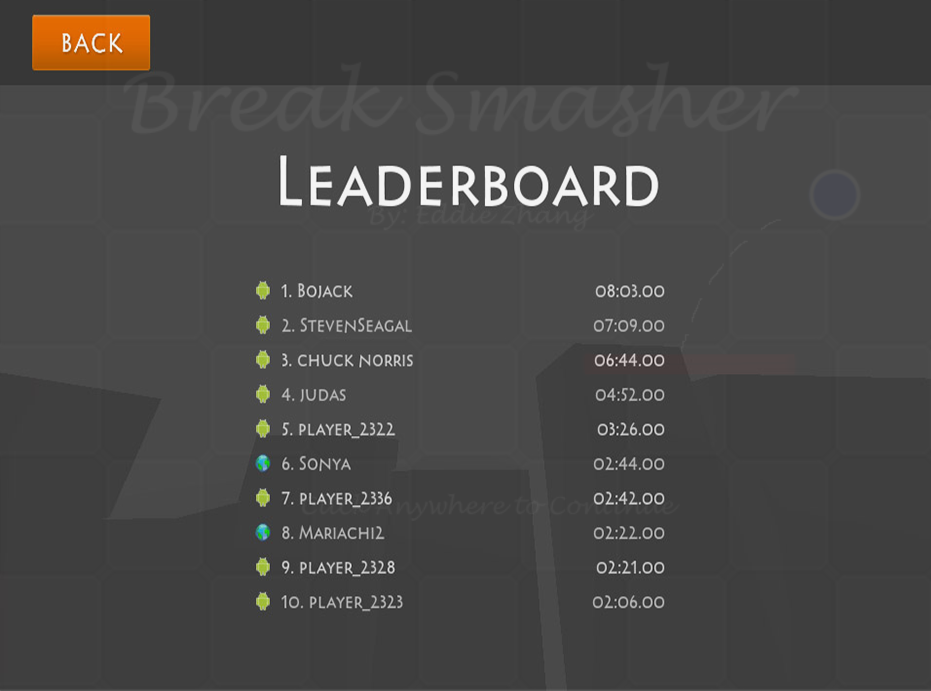 BACK
Break Smasher
LEADERBOARD
By: Eddie Zhang
1. BOJACK 08:03.00
2. STEVENSEAGAL 07:09.00
3. CHUCK NORRIS 06:44.00
4. JUDAS 04:52.00
5. PLAYER_2322 03:26.00
6. SONYA 02:44.00
7. PLAYER_2336 02:42.00
Click Anywhere to Continue
8. MARIACHI2 02:22.00
9. PLAYER_2328 02:21.00
10. PLAYER_2323 02:06.00